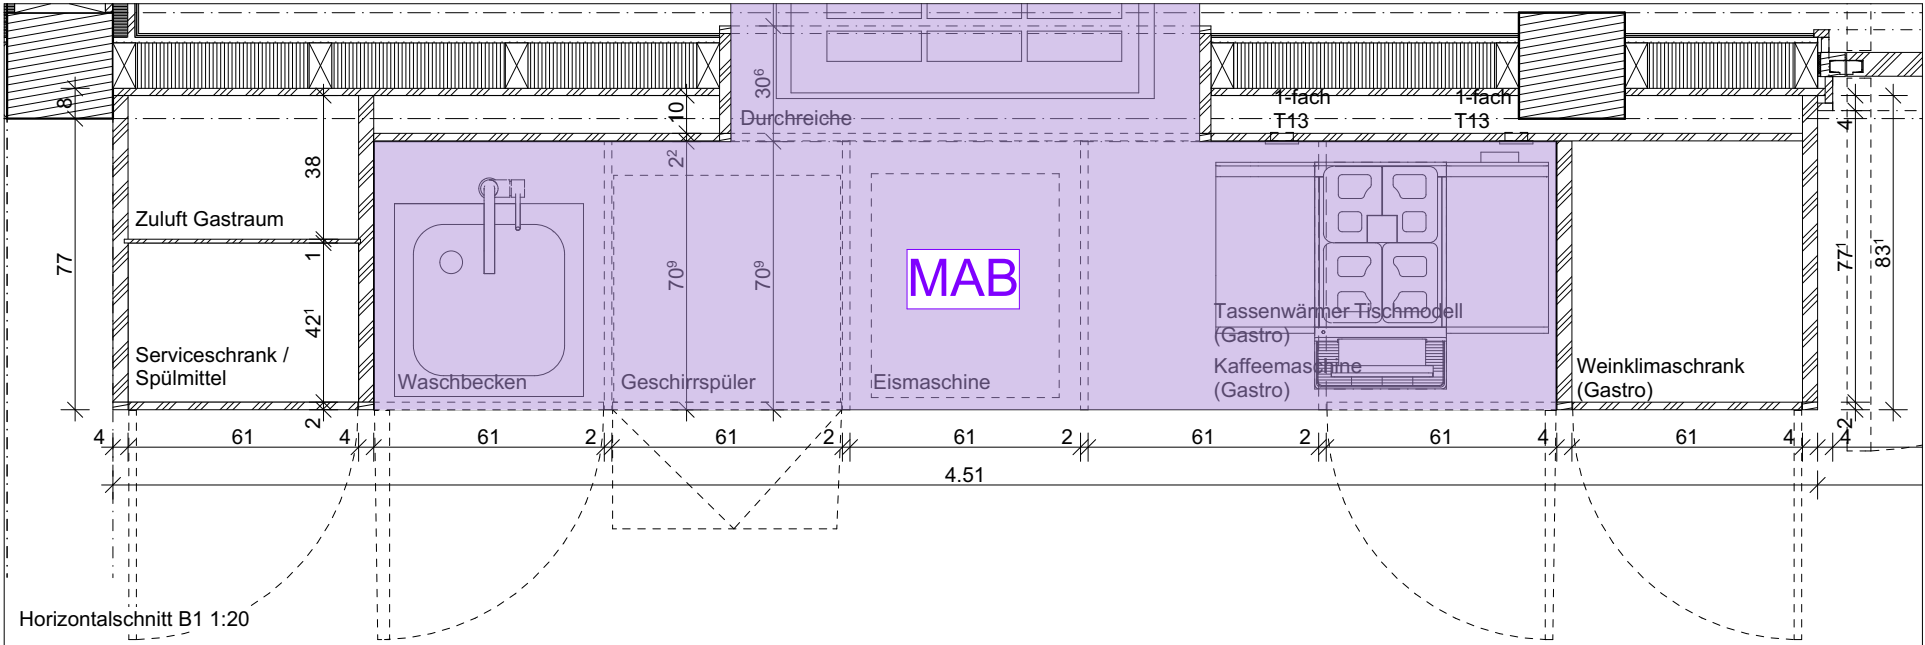 8
30⁶
10
1-fach
T13
1-fach
T13
Durchreiche
4
38
2²
Zuluft Gastraum
77
1
70⁹
70⁹
MAB
77¹
83¹
42¹
Tassenwärmer Tischmodell
(Gastro)
Serviceschrank /
Spülmittel
Waschbecken
Geschirrspüler
Eismaschine
Kaffeemaschine
(Gastro)
Weinklimaschrank
(Gastro)
2
2
4 61 4 61 2 61 2 61 2 61 2 61 4 61 4 4
4.51
Horizontalschnitt B1 1:20